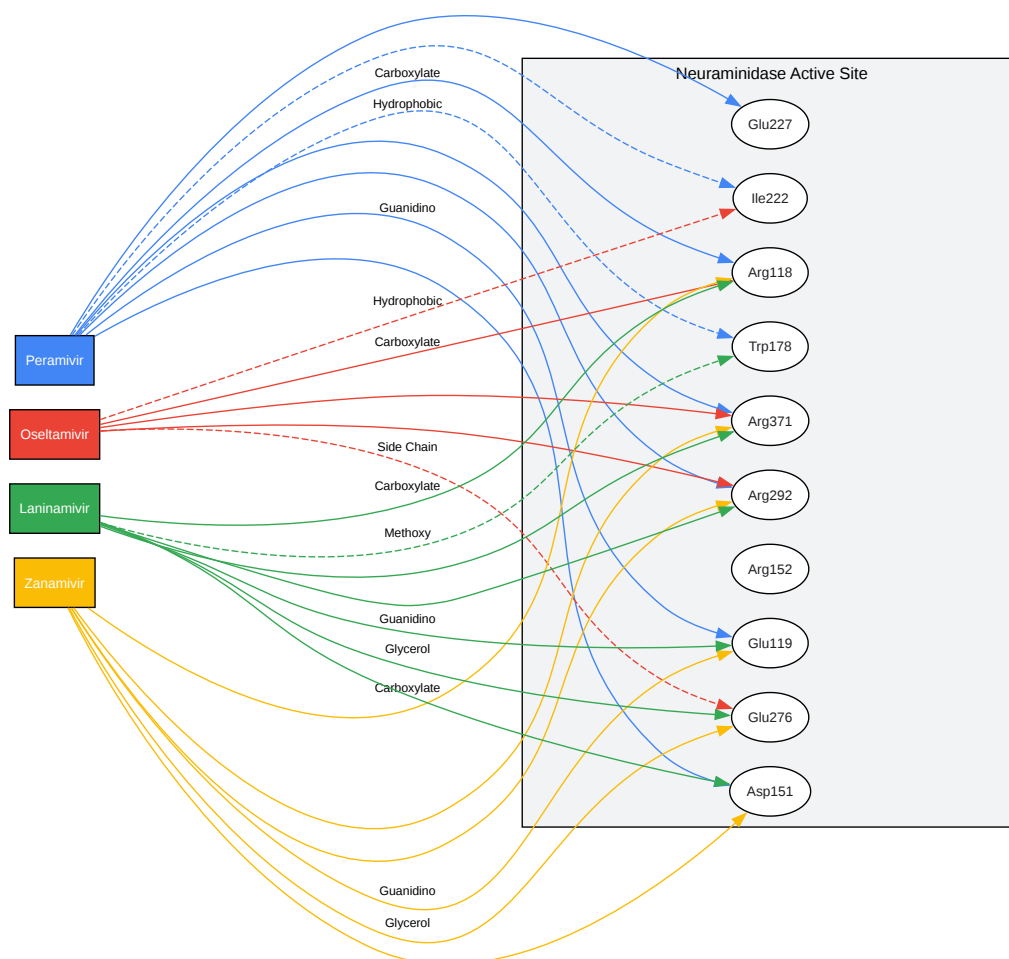 Neuraminidase Active Site
Carboxylate
Hydrophobic
Glu227
Ile222
Guanidino
Arg118
Hydrophobic
Carboxylate
Trp178
Peramivir
Arg371
Oseltamivir
Side Chain
Carboxylate
Arg292
Laninamivir
Methoxy
Arg152
Zanamivir
Guanidino
Glycerol
Glu119
Carboxylate
Glu276
Asp151
Guanidino
Glycerol